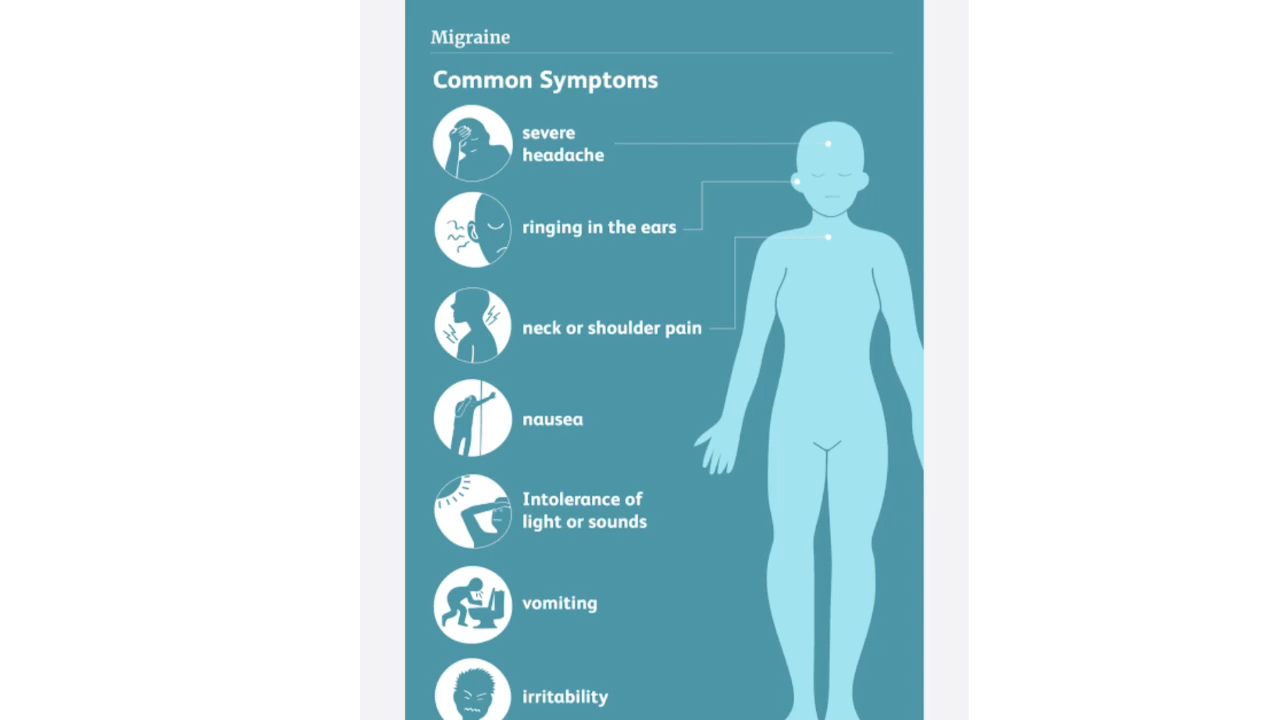 Migraine
Common Symptoms
severe
headache
ringing in the ears
neck or shoulder pain
nausea
Intolerance of
light or sounds
vomiting
irritability